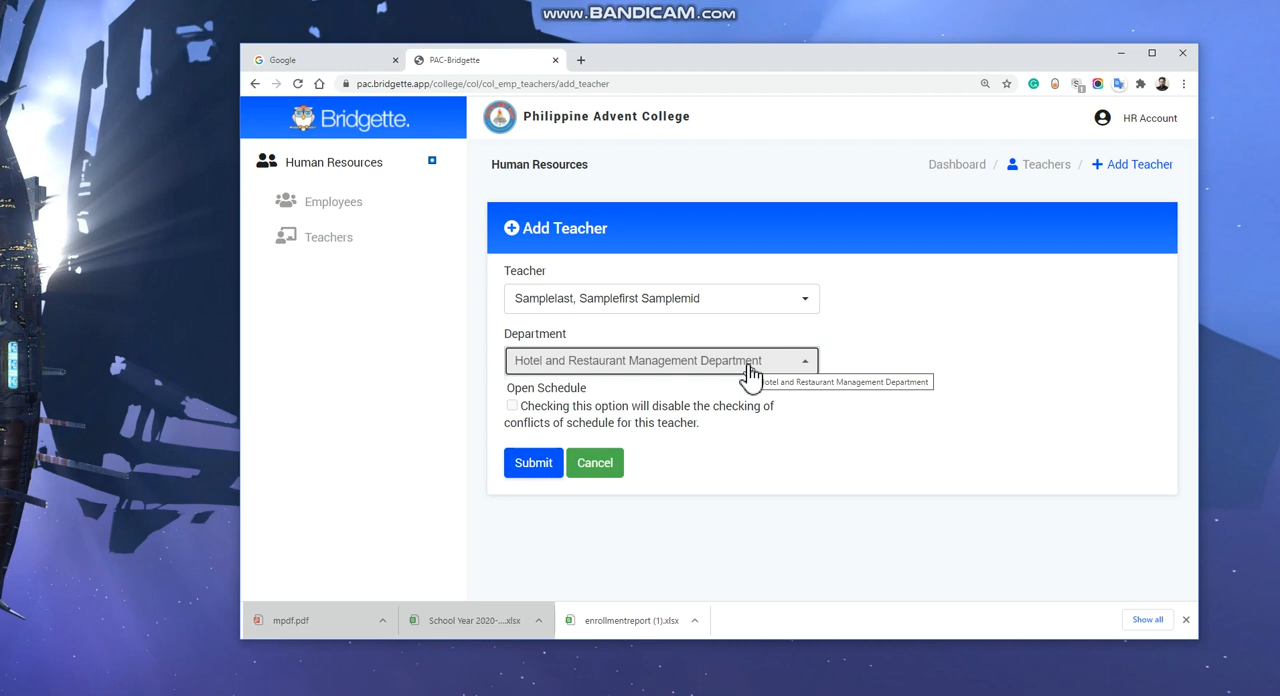 www.BANDICAM.com
Google
PAC-Bridgette
pac.bridgette.app/college/col/col_emp_teachers/add_teacher
Bridgette.
Philippine Advent College
HR Account
Human Resources
Human Resources
Dashboard / Teachers / + Add Teacher
Employees
Teachers
Add Teacher
Teacher
Samplelast, Samplefirst Samplemid
Department
Hotel and Restaurant Management Department
otel and Restaurant Management Department
Open Schedule
Checking this option will disable the checking of
conflicts of schedule for this teacher.
Submit Cancel
mpdf.pdf
School Year 2020-....xlsx
enrollmentreport (1).xlsx
Show all